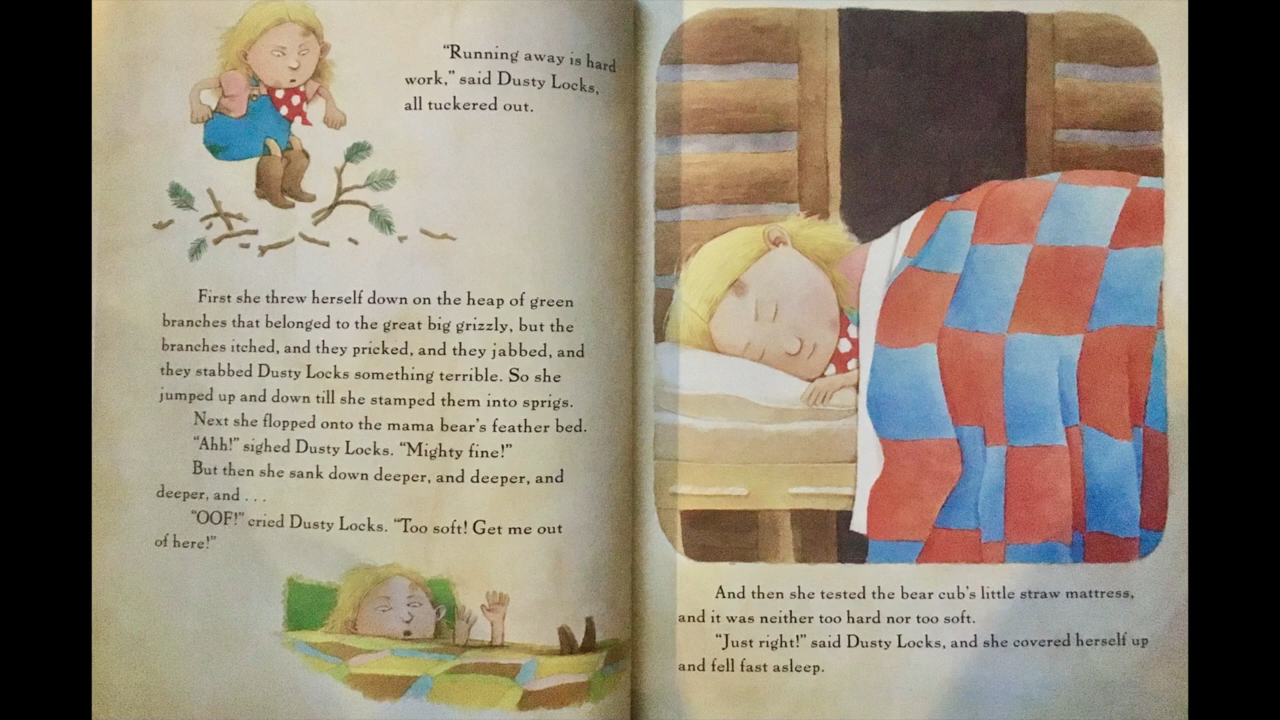 “Running away is hard
work,” said Dusty Locks,
all tuckered out.
First she threw herself down on the heap of green
branches that belonged to the great big grizzly, but the
branches itched, and they pricked, and they jabbed, and
they stabbed Dusty Locks something terrible. So she
jumped up and down till she stamped them into sprigs.
Next she flopped onto the mama bear’s feather bed.
“Ahh!” sighed Dusty Locks. “Mighty fine!”
But then she sank down deeper, and deeper, and
deeper, and . . .
“OOF!” cried Dusty Locks. “Too soft! Get me out
of here!”
And then she tested the bear cub’s little straw mattress,
and it was neither too hard nor too soft.
“Just right!” said Dusty Locks, and she covered herself up
and fell fast asleep.